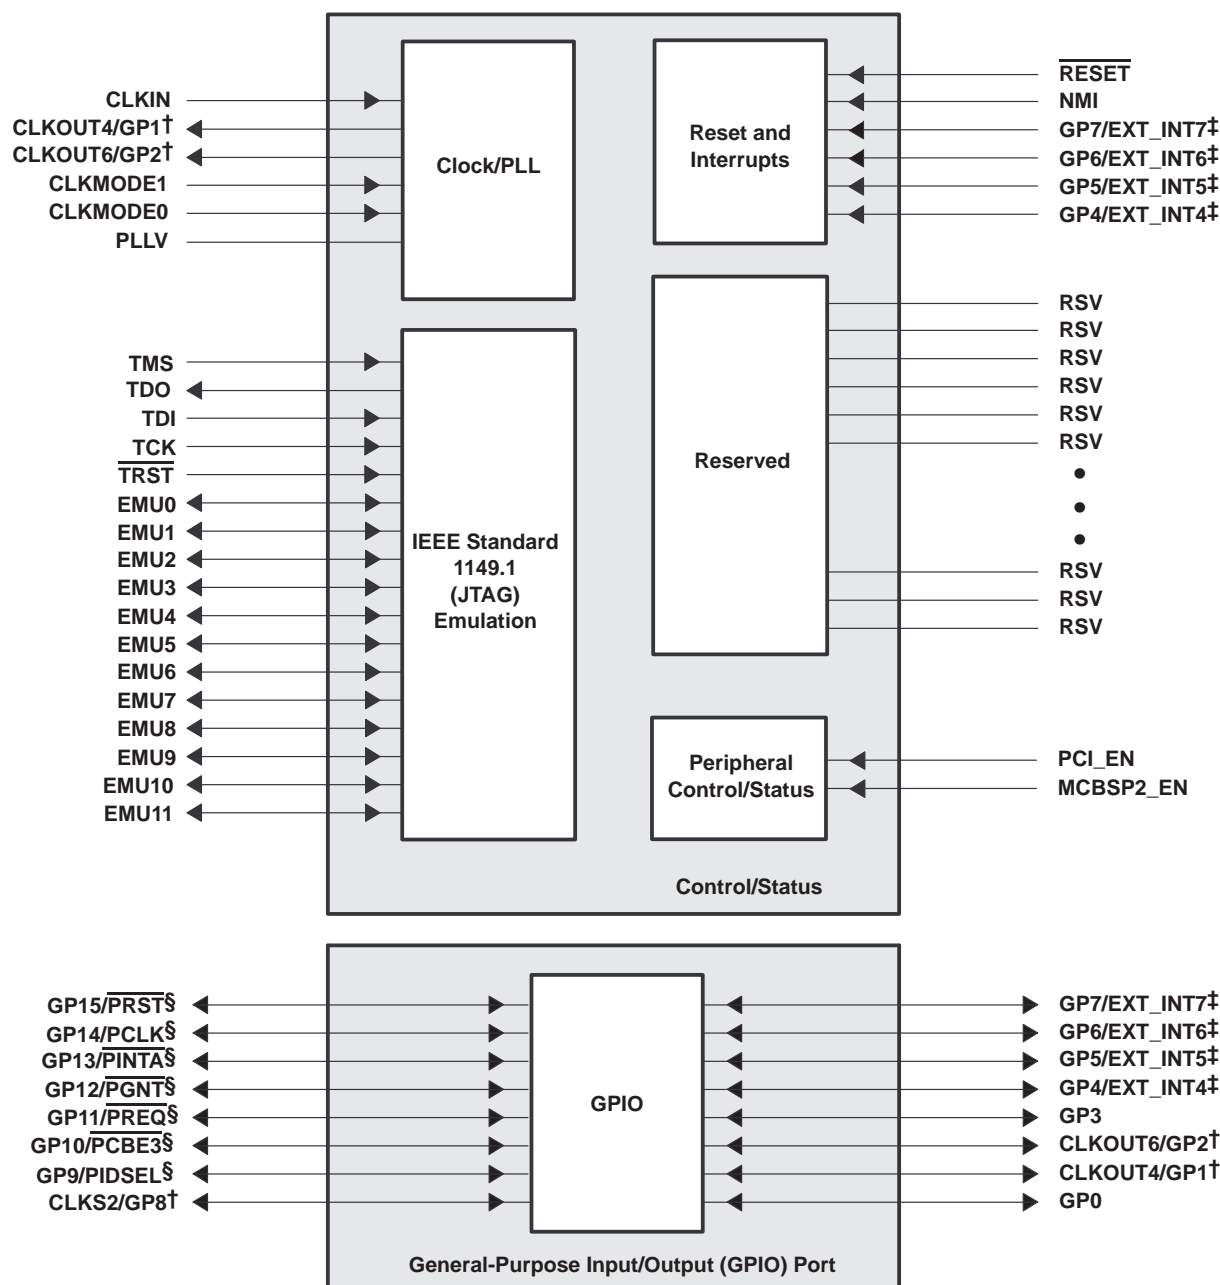 CLKIN
CLKOUT4/GP1†
CLKOUT6/GP2†
CLKMODE1
CLKMODE0
PLLV
Clock/PLL
Reset and
Interrupts
RESET
NMI
GP7/EXT_INT7‡
GP6/EXT_INT6‡
GP5/EXT_INT5‡
GP4/EXT_INT4‡
TMS
TDO
TDI
TCK
TRST
EMU0
EMU1
EMU2
EMU3
EMU4
EMU5
EMU6
EMU7
EMU8
EMU9
EMU10
EMU11
IEEE Standard
1149.1
(JTAG)
Emulation
Reserved
RSV
RSV
RSV
RSV
RSV
RSV
•
•
•
RSV
RSV
RSV
Peripheral
Control/Status
PCI_EN
MCBSP2_EN
Control/Status
GP15/PRST§
GP14/PCLK§
GP13/PINTA§
GP12/PGNT§
GP11/PREQ§
GP10/PCBE3§
GP9/PIDSEL§
CLKS2/GP8†
GPIO
GP7/EXT_INT7‡
GP6/EXT_INT6‡
GP5/EXT_INT5‡
GP4/EXT_INT4‡
GP3
CLKOUT6/GP2†
CLKOUT4/GP1†
GP0
General-Purpose Input/Output (GPIO) Port